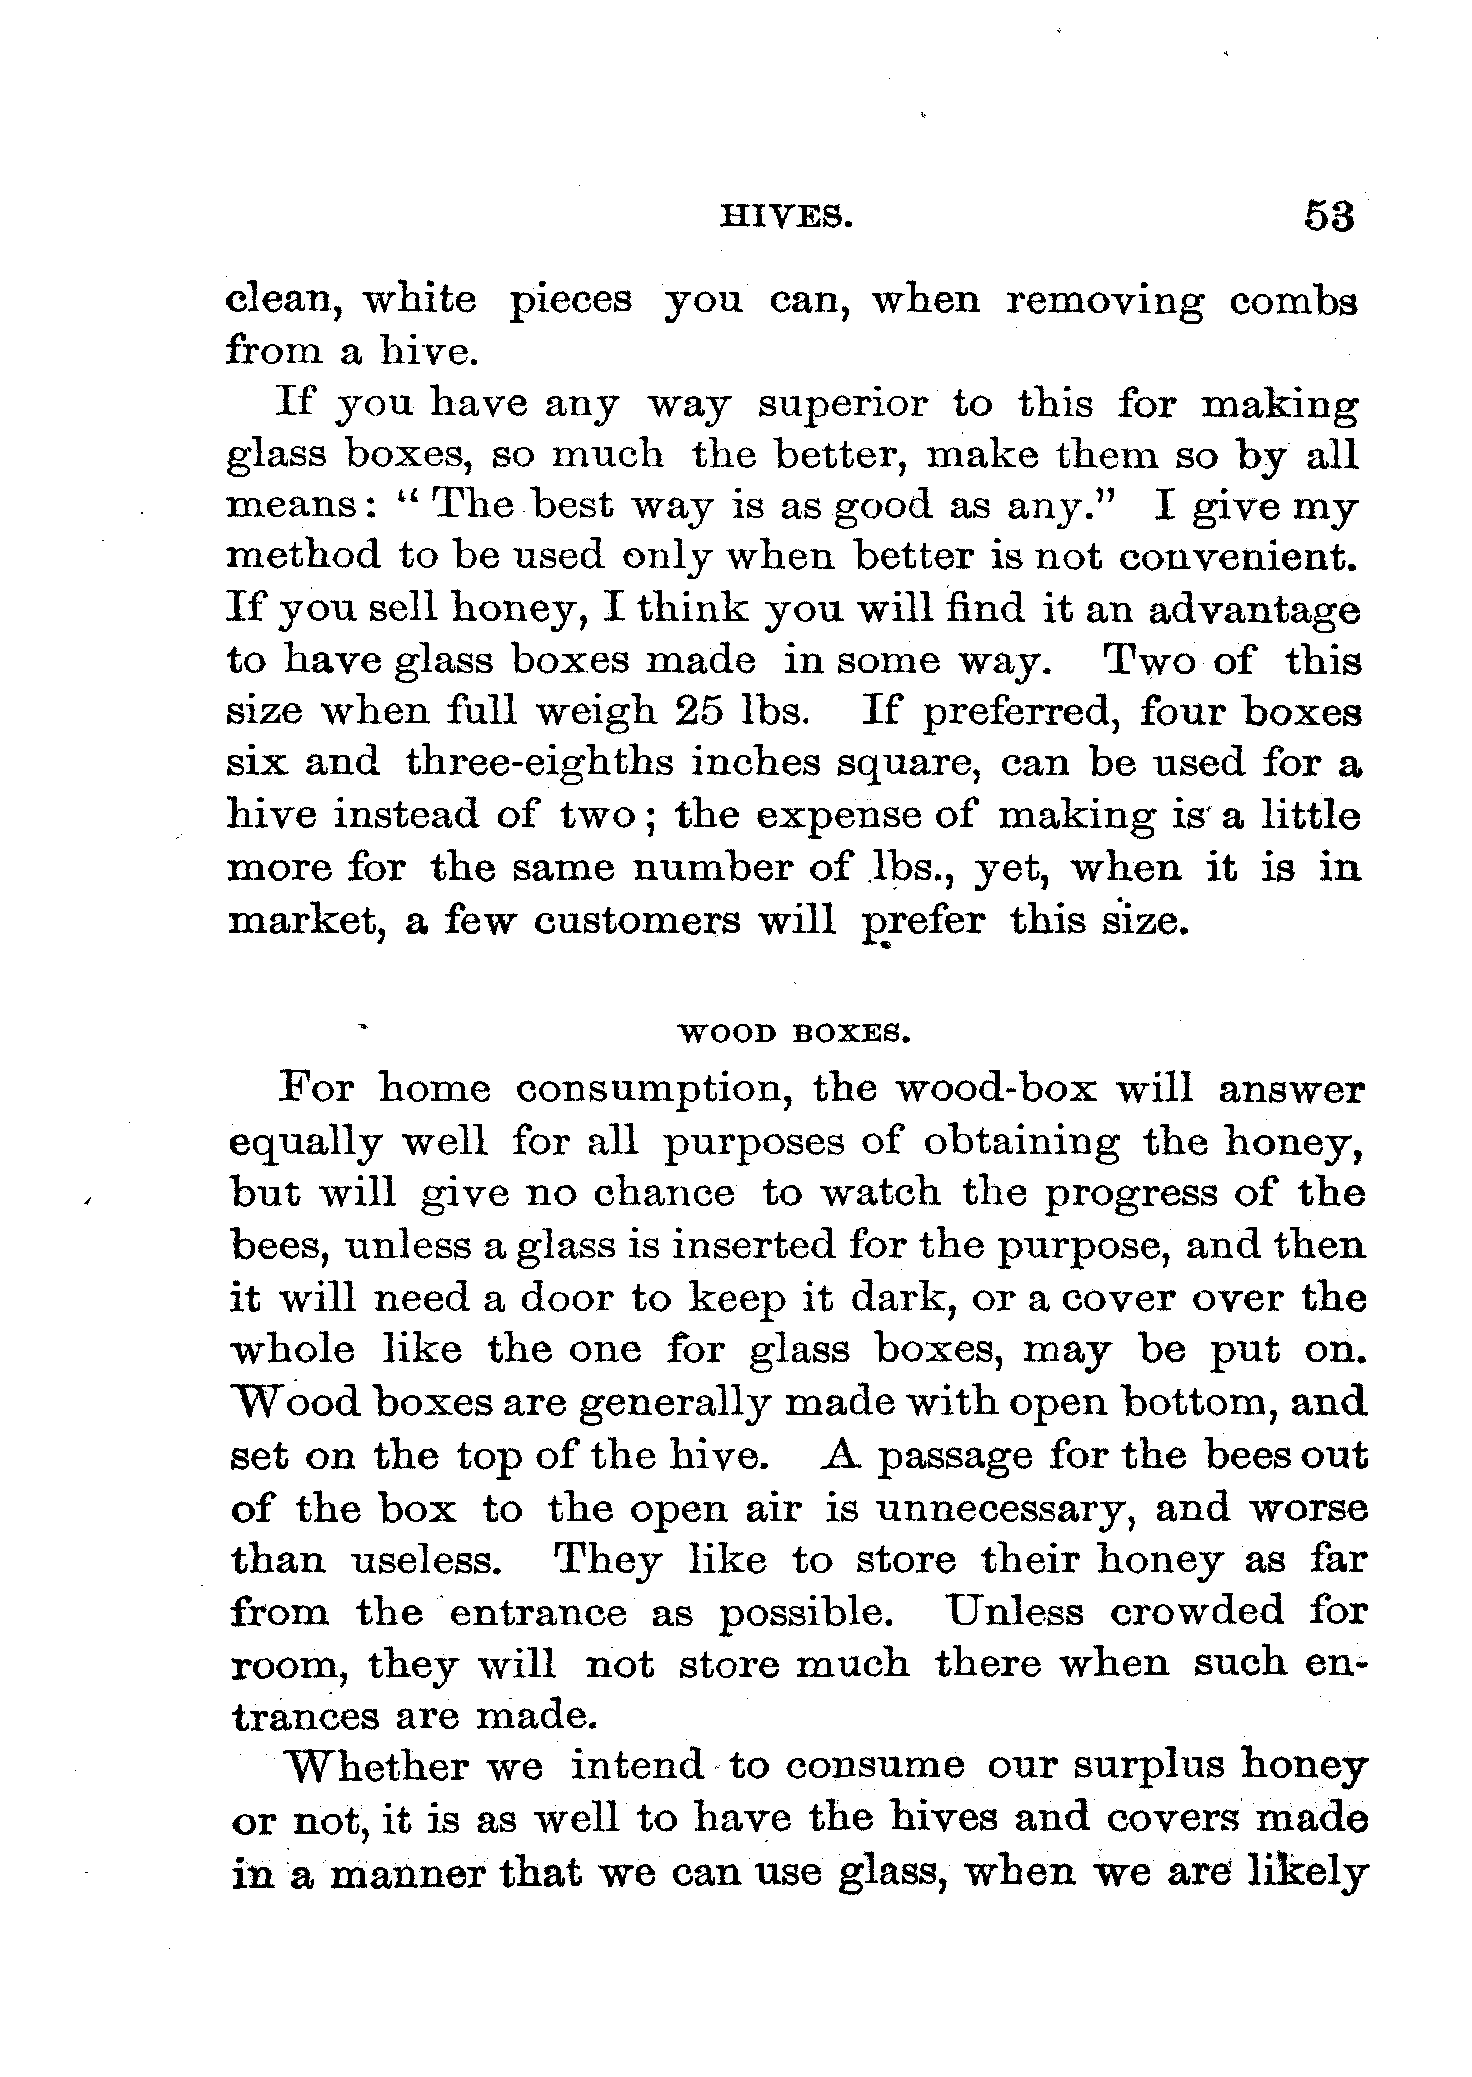 HIVES. 53
clean, white pieces you can, when removing combs
from a hive.
If you have any way superior to this for making
glass boxes, so much the better, make them so by all
means: “The best way is as good as any.” I give my
method to be used only when better is not convenient.
If you sell honey, I think you will find it an advantage
to have glass boxes made in some way. Two of this
size when full weigh 25 lbs. If preferred, four boxes
six and three-eighths inches square, can be used for a
hive instead of two; the expense of making is a little
more for the same number of lbs., yet, when it is in
market, a few customers will prefer this size.
WOOD BOXES.
For home consumption, the wood-box will answer
equally well for all purposes of obtaining the honey,
but will give no chance to watch the progress of the
bees, unless a glass is inserted for the purpose, and then
it will need a door to keep it dark, or a cover over the
whole like the one for glass boxes, may be put on.
Wood boxes are generally made with open bottom, and
set on the top of the hive. A passage for the bees out
of the box to the open air is unnecessary, and worse
than useless. They like to store their honey as far
from the entrance as possible. Unless crowded for
room, they will not store much there when such en-
trances are made.
Whether we intend to consume our surplus honey
or not, it is as well to have the hives and covers made
in a manner that we can use glass, when we are likely